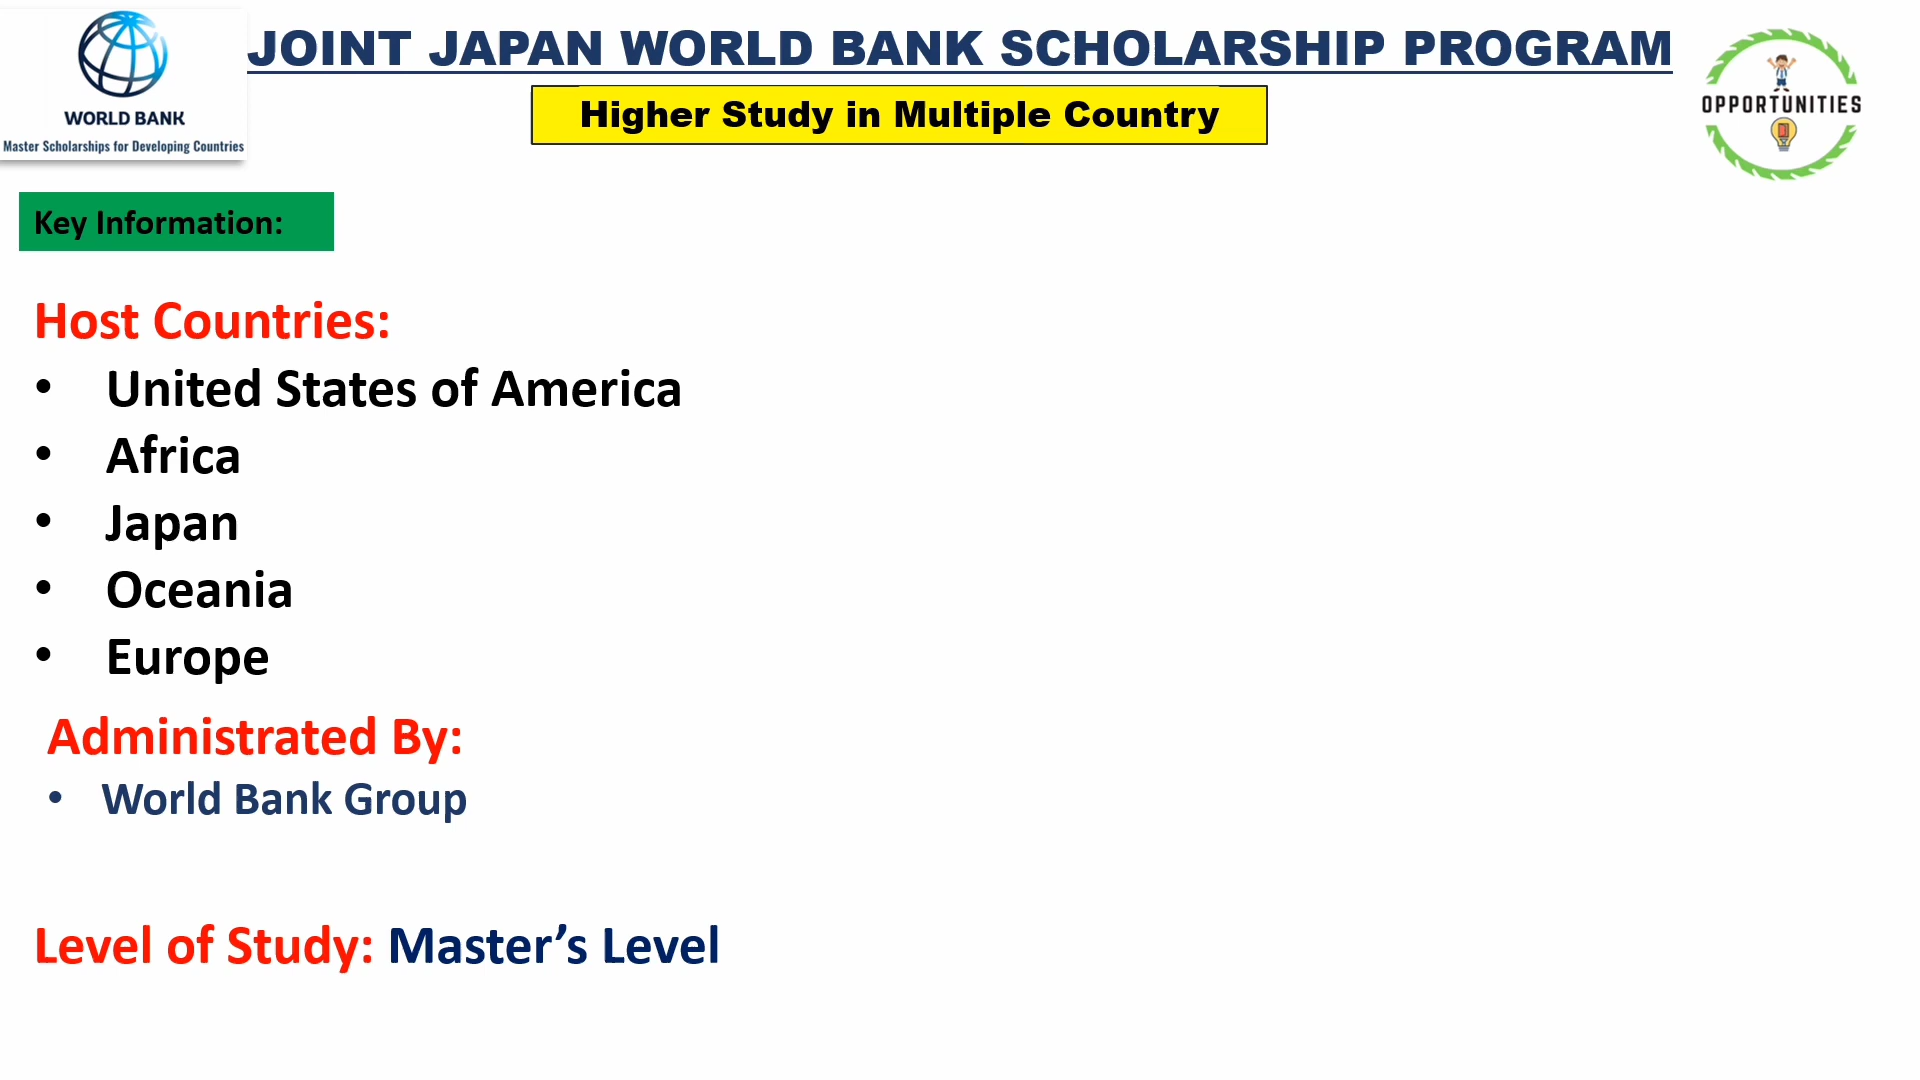 JOINT JAPAN WORLD BANK SCHOLARSHIP PROGRAM
WORLD BANK
Master Scholarships for Developing Countries
Higher Study in Multiple Country
OPPORTUNITIES
Key Information:
Host Countries:
• United States of America
• Africa
• Japan
• Oceania
• Europe
Administrated By:
• World Bank Group
Level of Study: Master’s Level